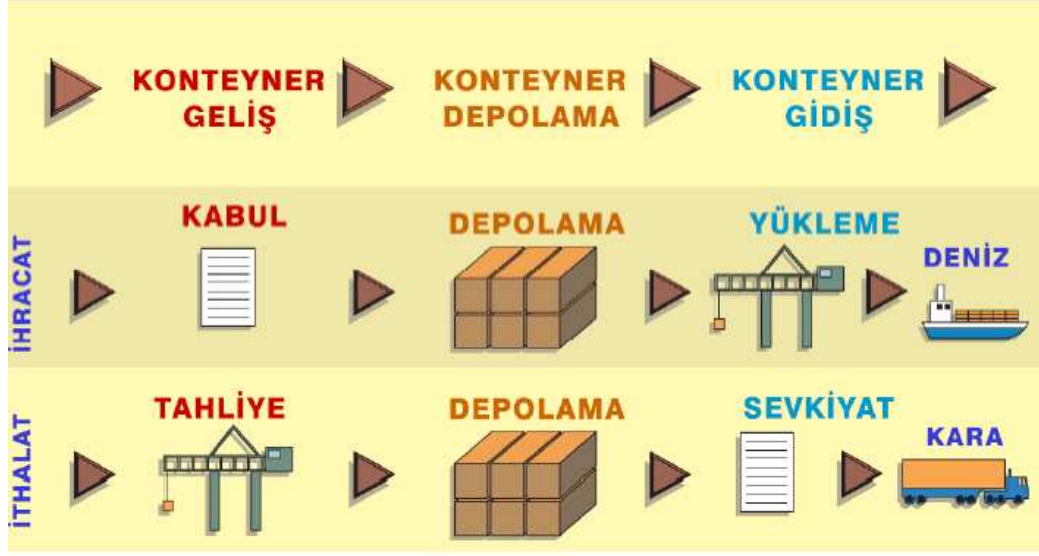 KONTEYNER
GELİŞ
KONTEYNER
DEPOLAMA
KONTEYNER
GİDİŞ
İHRACAT
KABUL
DEPOLAMA
YÜKLEME
DENİZ
İTHALAT
TAHLİYE
DEPOLAMA
SEVKİYAT
KARA